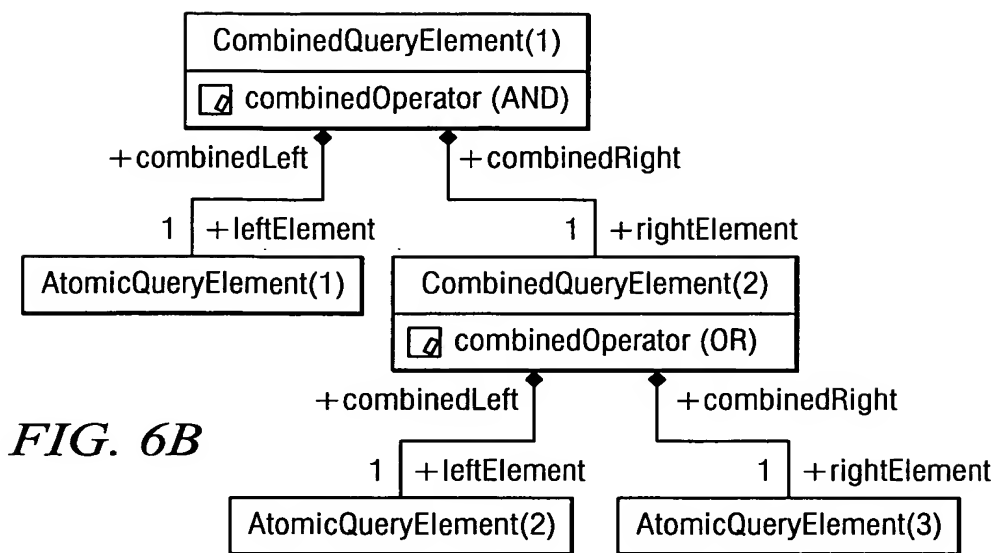 CombinedQueryElement(1)
combinedOperator (AND)
+combinedLeft
+combinedRight
1 +leftElement
1 +rightElement
AtomicQueryElement(1)
CombinedQueryElement(2)
combinedOperator (OR)
+combinedLeft
+combinedRight
FIG. 6B
1 +leftElement
1 +rightElement
AtomicQueryElement(2)
AtomicQueryElement(3)